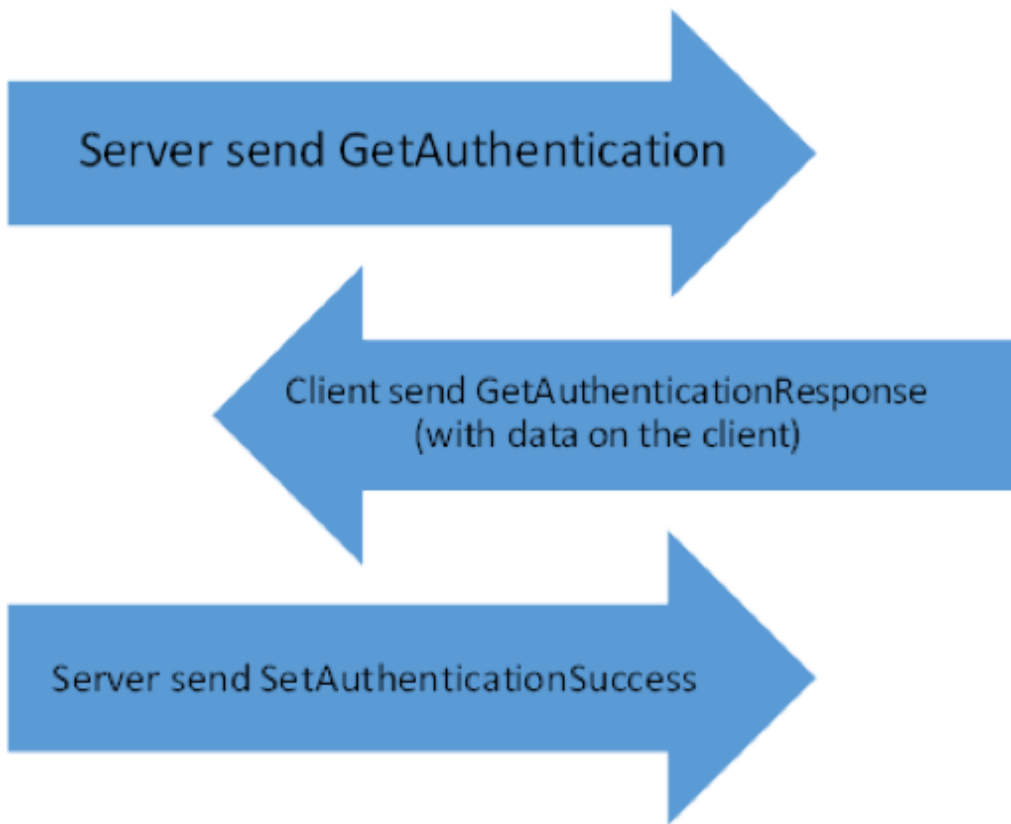 Server send GetAuthentication
Client send GetAuthenticationResponse
(with data on the client)
Server send SetAuthenticationSuccess